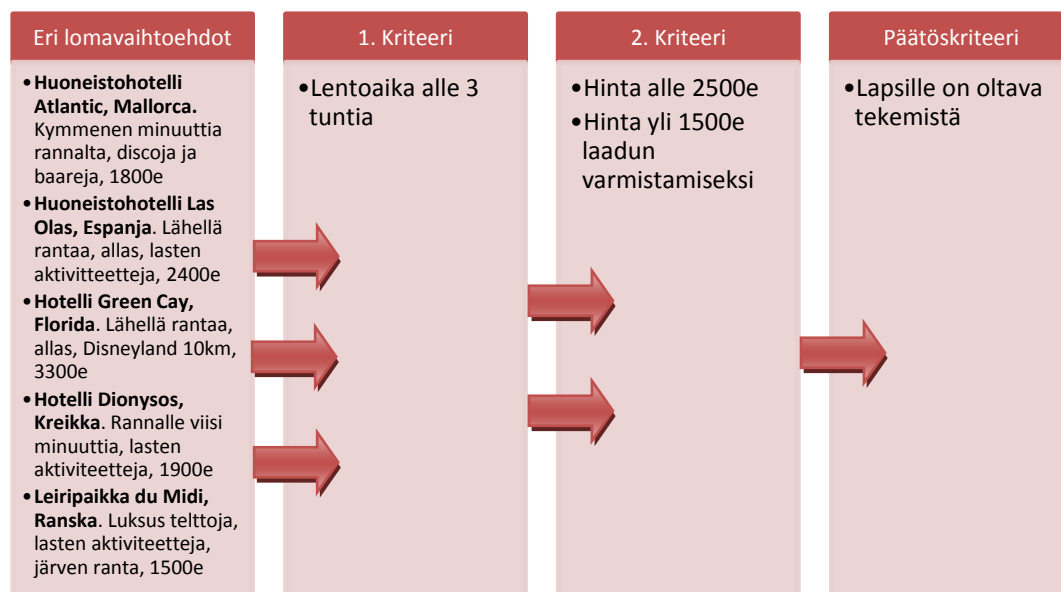 Eri lomavaihtoehdot
•Huoneistohotelli
Atlantic, Mallorca.
Kymmenen minuuttia
rannalta, discoja ja
baareja, 1800e
•Huoneistohotelli Las
Olas, Espanja. Lähellä
rantaa, allas, lasten
aktivitteetteja, 2400e
•Hotelli Green Cay,
Florida. Lähellä rantaa,
allas, Disneyland 10km,
3300e
•Hotelli Dionysos,
Kreikka. Rannalle viisi
minuuttia, lasten
aktiviteetteja, 1900e
•Leiripaikka du Midi,
Ranska. Luksus telttoja,
lasten aktiviteetteja,
järven ranta, 1500e
1. Kriteeri
•Lentoaika alle 3
tuntia
2. Kriteeri
•Hinta alle 2500e
•Hinta yli 1500e
laadun
varmistamiseksi
Päätöskriteeri
•Lapsille on oltava
tekemistä